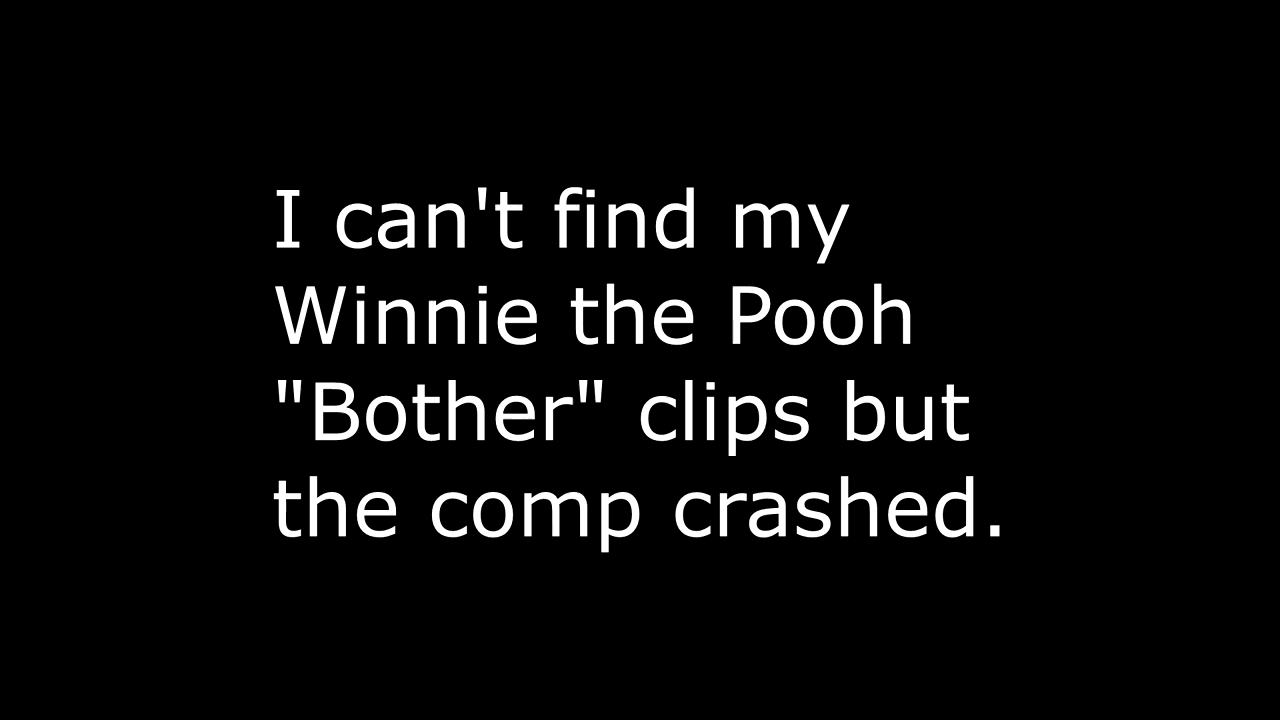 I can't find my
Winnie the Pooh
"Bother" clips but
the comp crashed.